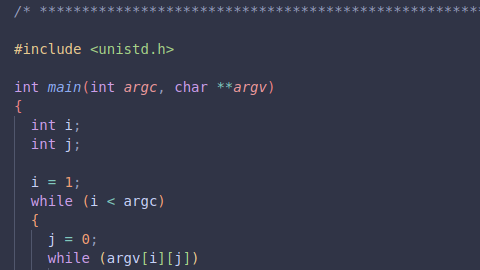 /* *****************************************************
#include <unistd.h>
int main(int argc, char **argv)
{
int i;
int j;
i = 1;
while (i < argc)
{
j = 0;
while (argv[i][j])